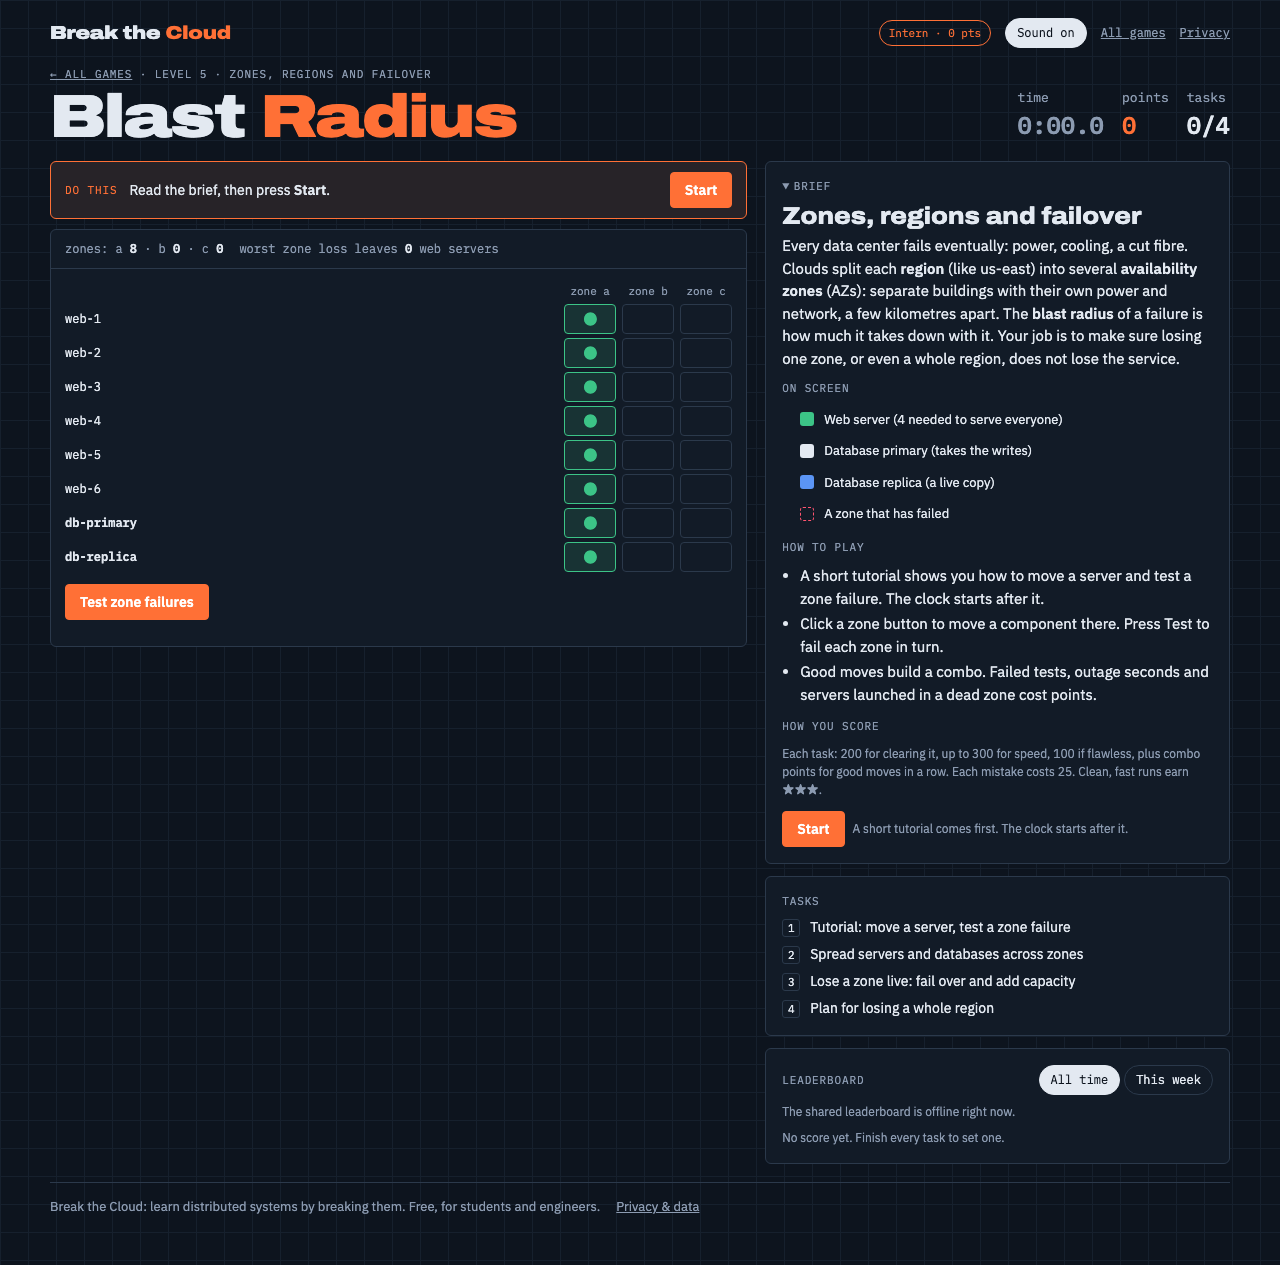 Break the Cloud
Intern · 0 pts
Sound on
All games
Privacy
← ALL GAMES · LEVEL 5 · ZONES, REGIONS AND FAILOVER
Blast Radius
time
points
tasks
0:00.0
0
0/4
DO THIS
Read the brief, then press Start.
Start
zones: a 8 · b 0 · c 0 worst zone loss leaves 0 web servers
zone a
zone b
zone c
web-1
web-2
web-3
web-4
web-5
web-6
db-primary
db-replica
Test zone failures
▼ BRIEF
Zones, regions and failover
Every data center fails eventually: power, cooling, a cut fibre.
Clouds split each region (like us-east) into several availability
zones (AZs): separate buildings with their own power and
network, a few kilometres apart. The blast radius of a failure is
how much it takes down with it. Your job is to make sure losing
one zone, or even a whole region, does not lose the service.
ON SCREEN
Web server (4 needed to serve everyone)
Database primary (takes the writes)
Database replica (a live copy)
A zone that has failed
HOW TO PLAY
• A short tutorial shows you how to move a server and test a
zone failure. The clock starts after it.
• Click a zone button to move a component there. Press Test to
fail each zone in turn.
• Good moves build a combo. Failed tests, outage seconds and
servers launched in a dead zone cost points.
HOW YOU SCORE
Each task: 200 for clearing it, up to 300 for speed, 100 if flawless, plus combo
points for good moves in a row. Each mistake costs 25. Clean, fast runs earn
★★★.
Start
A short tutorial comes first. The clock starts after it.
TASKS
1 Tutorial: move a server, test a zone failure
2 Spread servers and databases across zones
3 Lose a zone live: fail over and add capacity
4 Plan for losing a whole region
LEADERBOARD
All time
This week
The shared leaderboard is offline right now.
No score yet. Finish every task to set one.
Break the Cloud: learn distributed systems by breaking them. Free, for students and engineers.
Privacy & data